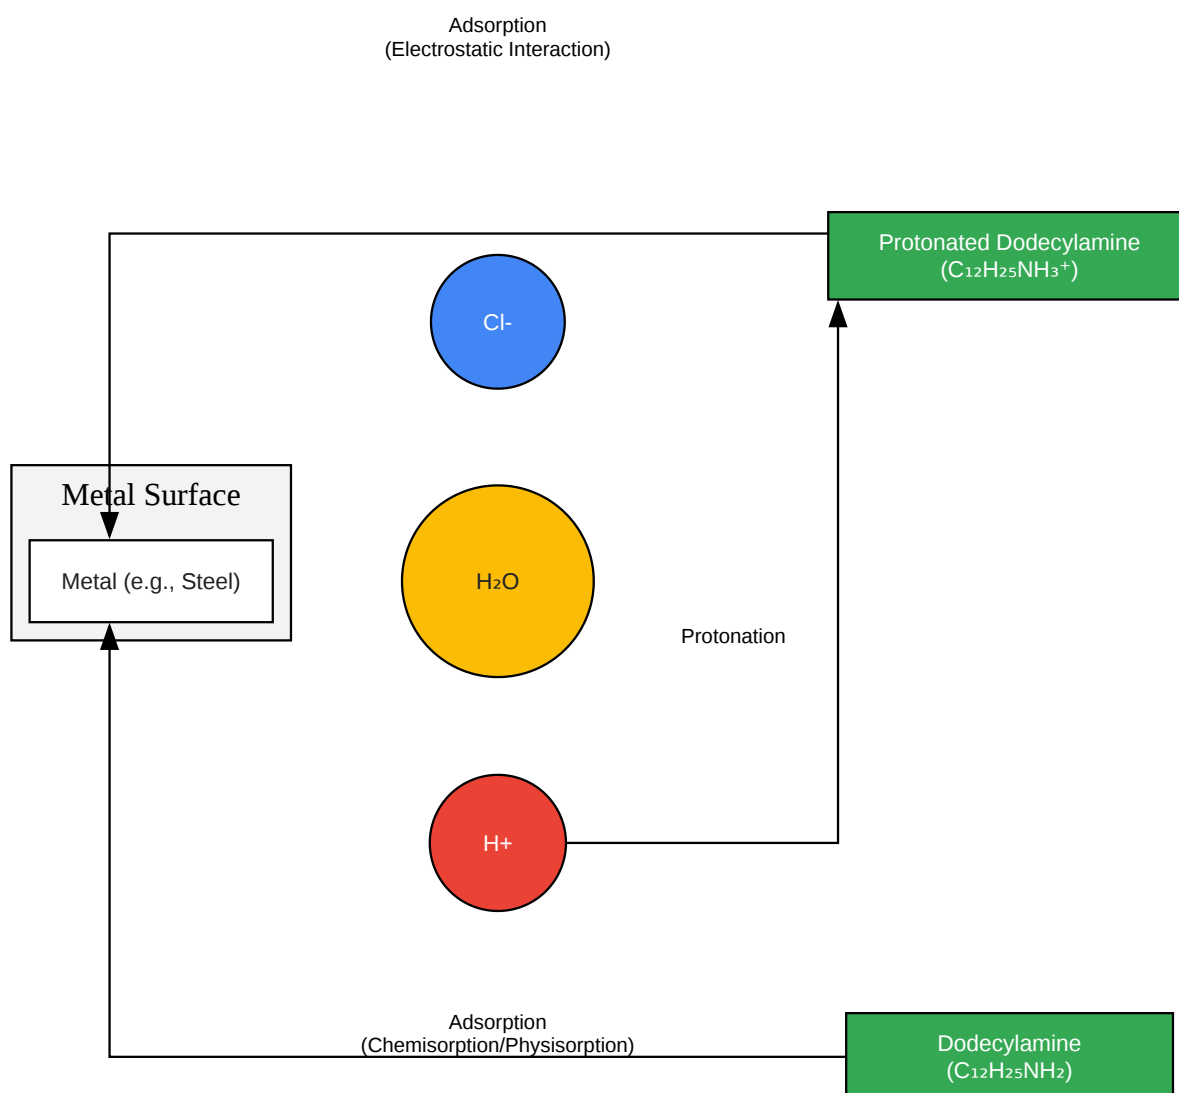 Adsorption
(Electrostatic Interaction)
Protonated Dodecylamine
(C₁₂H₂₅NH₃⁺)
Cl-
Metal Surface
Metal (e.g., Steel)
H₂O
Protonation
H+
Adsorption
(Chemisorption/Physisorption)
Dodecylamine
(C₁₂H₂₅NH₂)